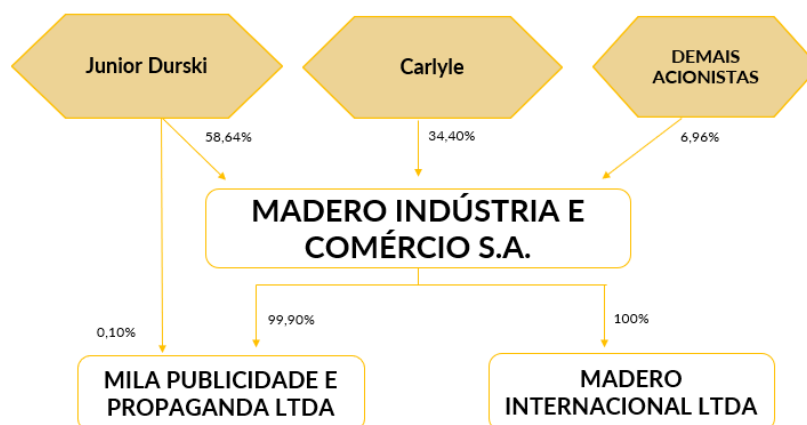 Junior Durski
Carlyle
DEMAIS
ACIONISTAS
58,64%
34,40%
6,96%
MADERO INDÚSTRIA E
COMÉRCIO S.A.
0,10%
99,90%
100%
MILA PUBLICIDADE E
PROPAGANDA LTDA
MADERO
INTERNACIONAL LTDA